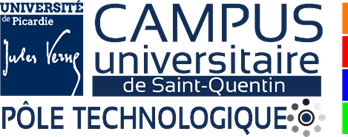 UNIVERSITÉ
de Picardie
Jules Verne
CAMPUS
universitaire
de Saint-Quentin
PÔLE TECHNOLOGIQUE